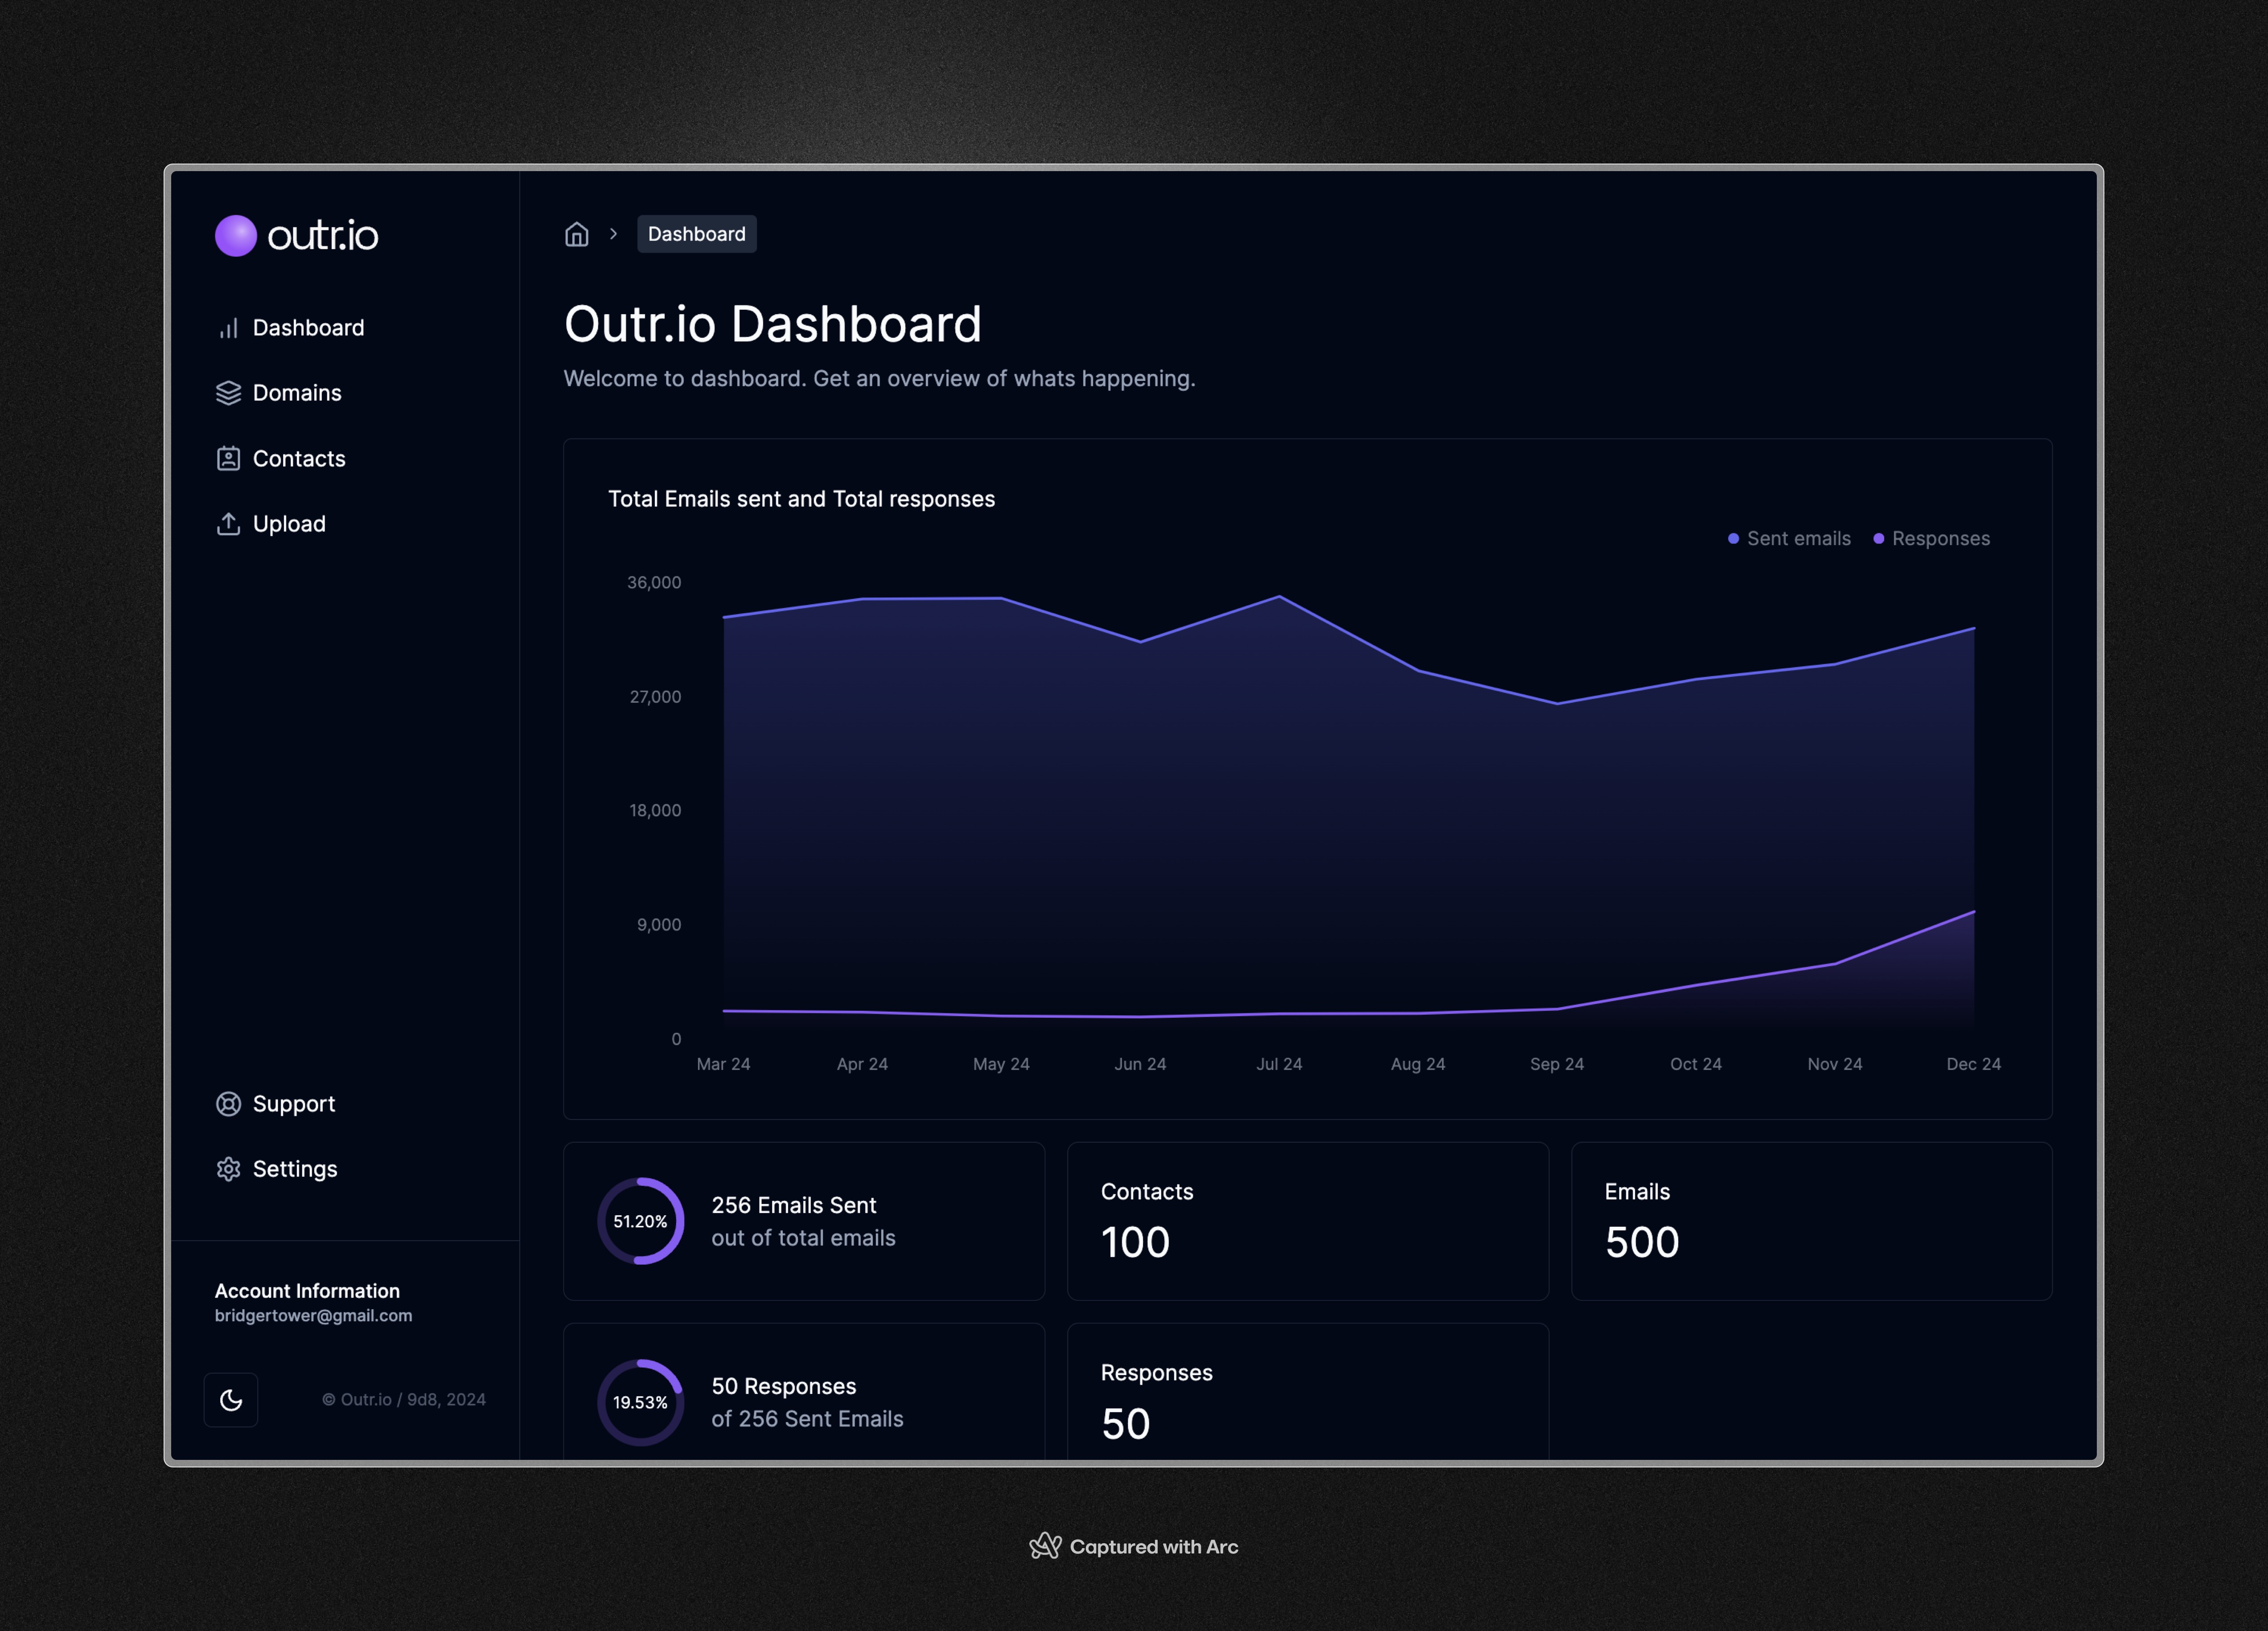 outr.io
Dashboard
Domains
Contacts
Upload
Support
Settings
Account Information
bridgertower@gmail.com
© Outr.io / 9d8, 2024
Dashboard
Outr.io Dashboard
Welcome to dashboard. Get an overview of whats happening.
Total Emails sent and Total responses
Sent emails Responses
36,000
27,000
18,000
9,000
0
Mar 24 Apr 24 May 24 Jun 24 Jul 24 Aug 24 Sep 24 Oct 24 Nov 24 Dec 24
51.20%
256 Emails Sent
out of total emails
Contacts
100
Emails
500
19.53%
50 Responses
of 256 Sent Emails
Responses
50
Captured with Arc